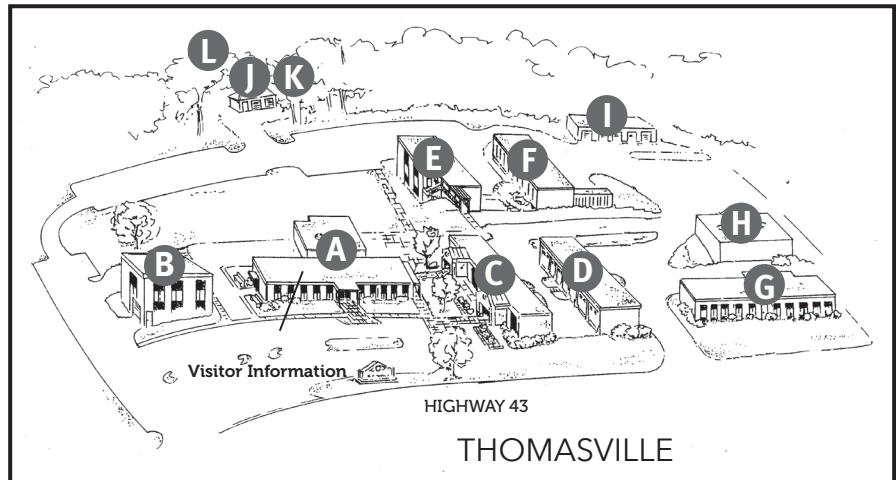 L
J K
I
E F
H
A
B C D
G
Visitor Information
HIGHWAY 43
THOMASVILLE